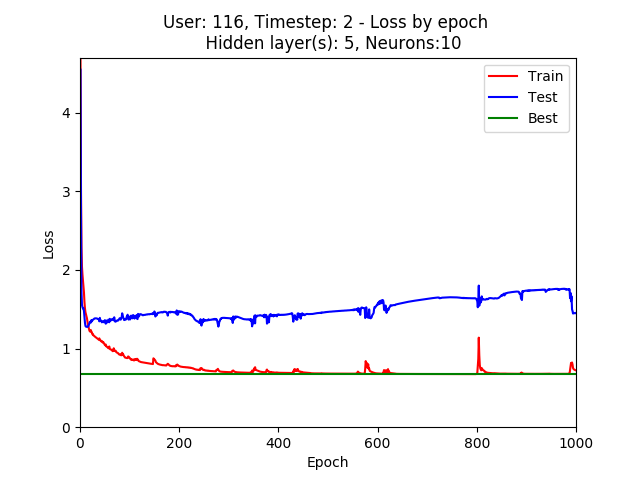 User: 116, Timestep: 2 - Loss by epoch
Hidden layer(s): 5, Neurons:10
Train
Test
Best
4
3
2
1
0
Loss
0 200 400 600 800 1000
Epoch